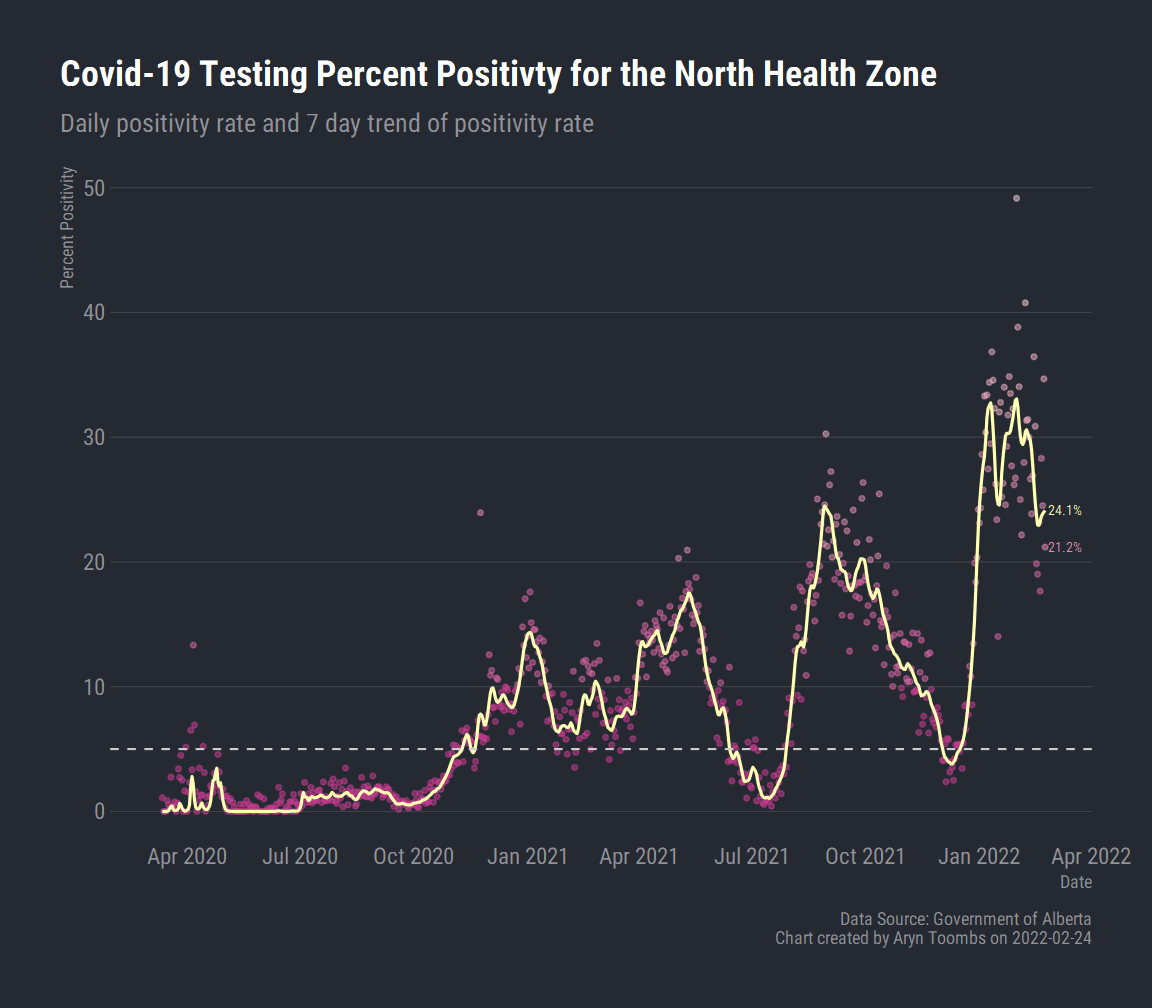 Covid-19 Testing Percent Positivty for the North Health Zone
Daily positivity rate and 7 day trend of positivity rate
Percent Positivity
50
40
30
20
10
0
24.1%
21.2%
Apr 2020 Jul 2020 Oct 2020 Jan 2021 Apr 2021 Jul 2021 Oct 2021 Jan 2022 Apr 2022
Date
Data Source: Government of Alberta
Chart created by Aryn Toombs on 2022-02-24